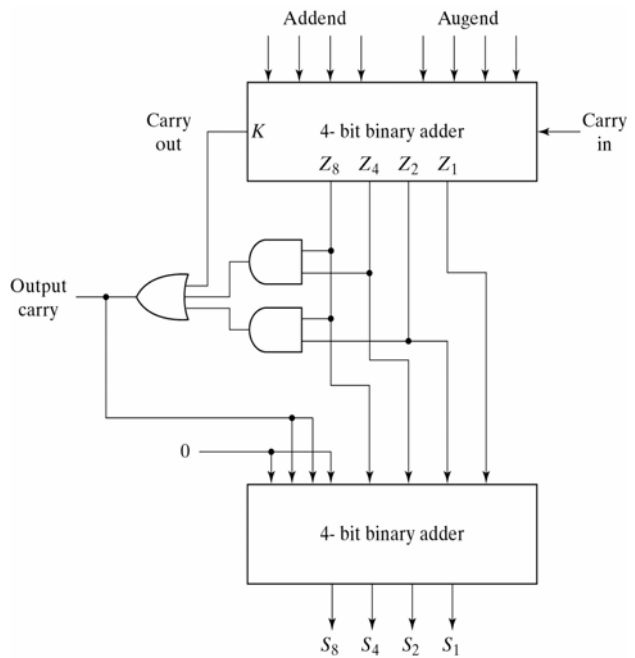 Addend Augend
Carry out
K
4- bit binary adder
Carry in
Z8 Z4 Z2 Z1
Output carry
0
4- bit binary adder
S8 S4 S2 S1